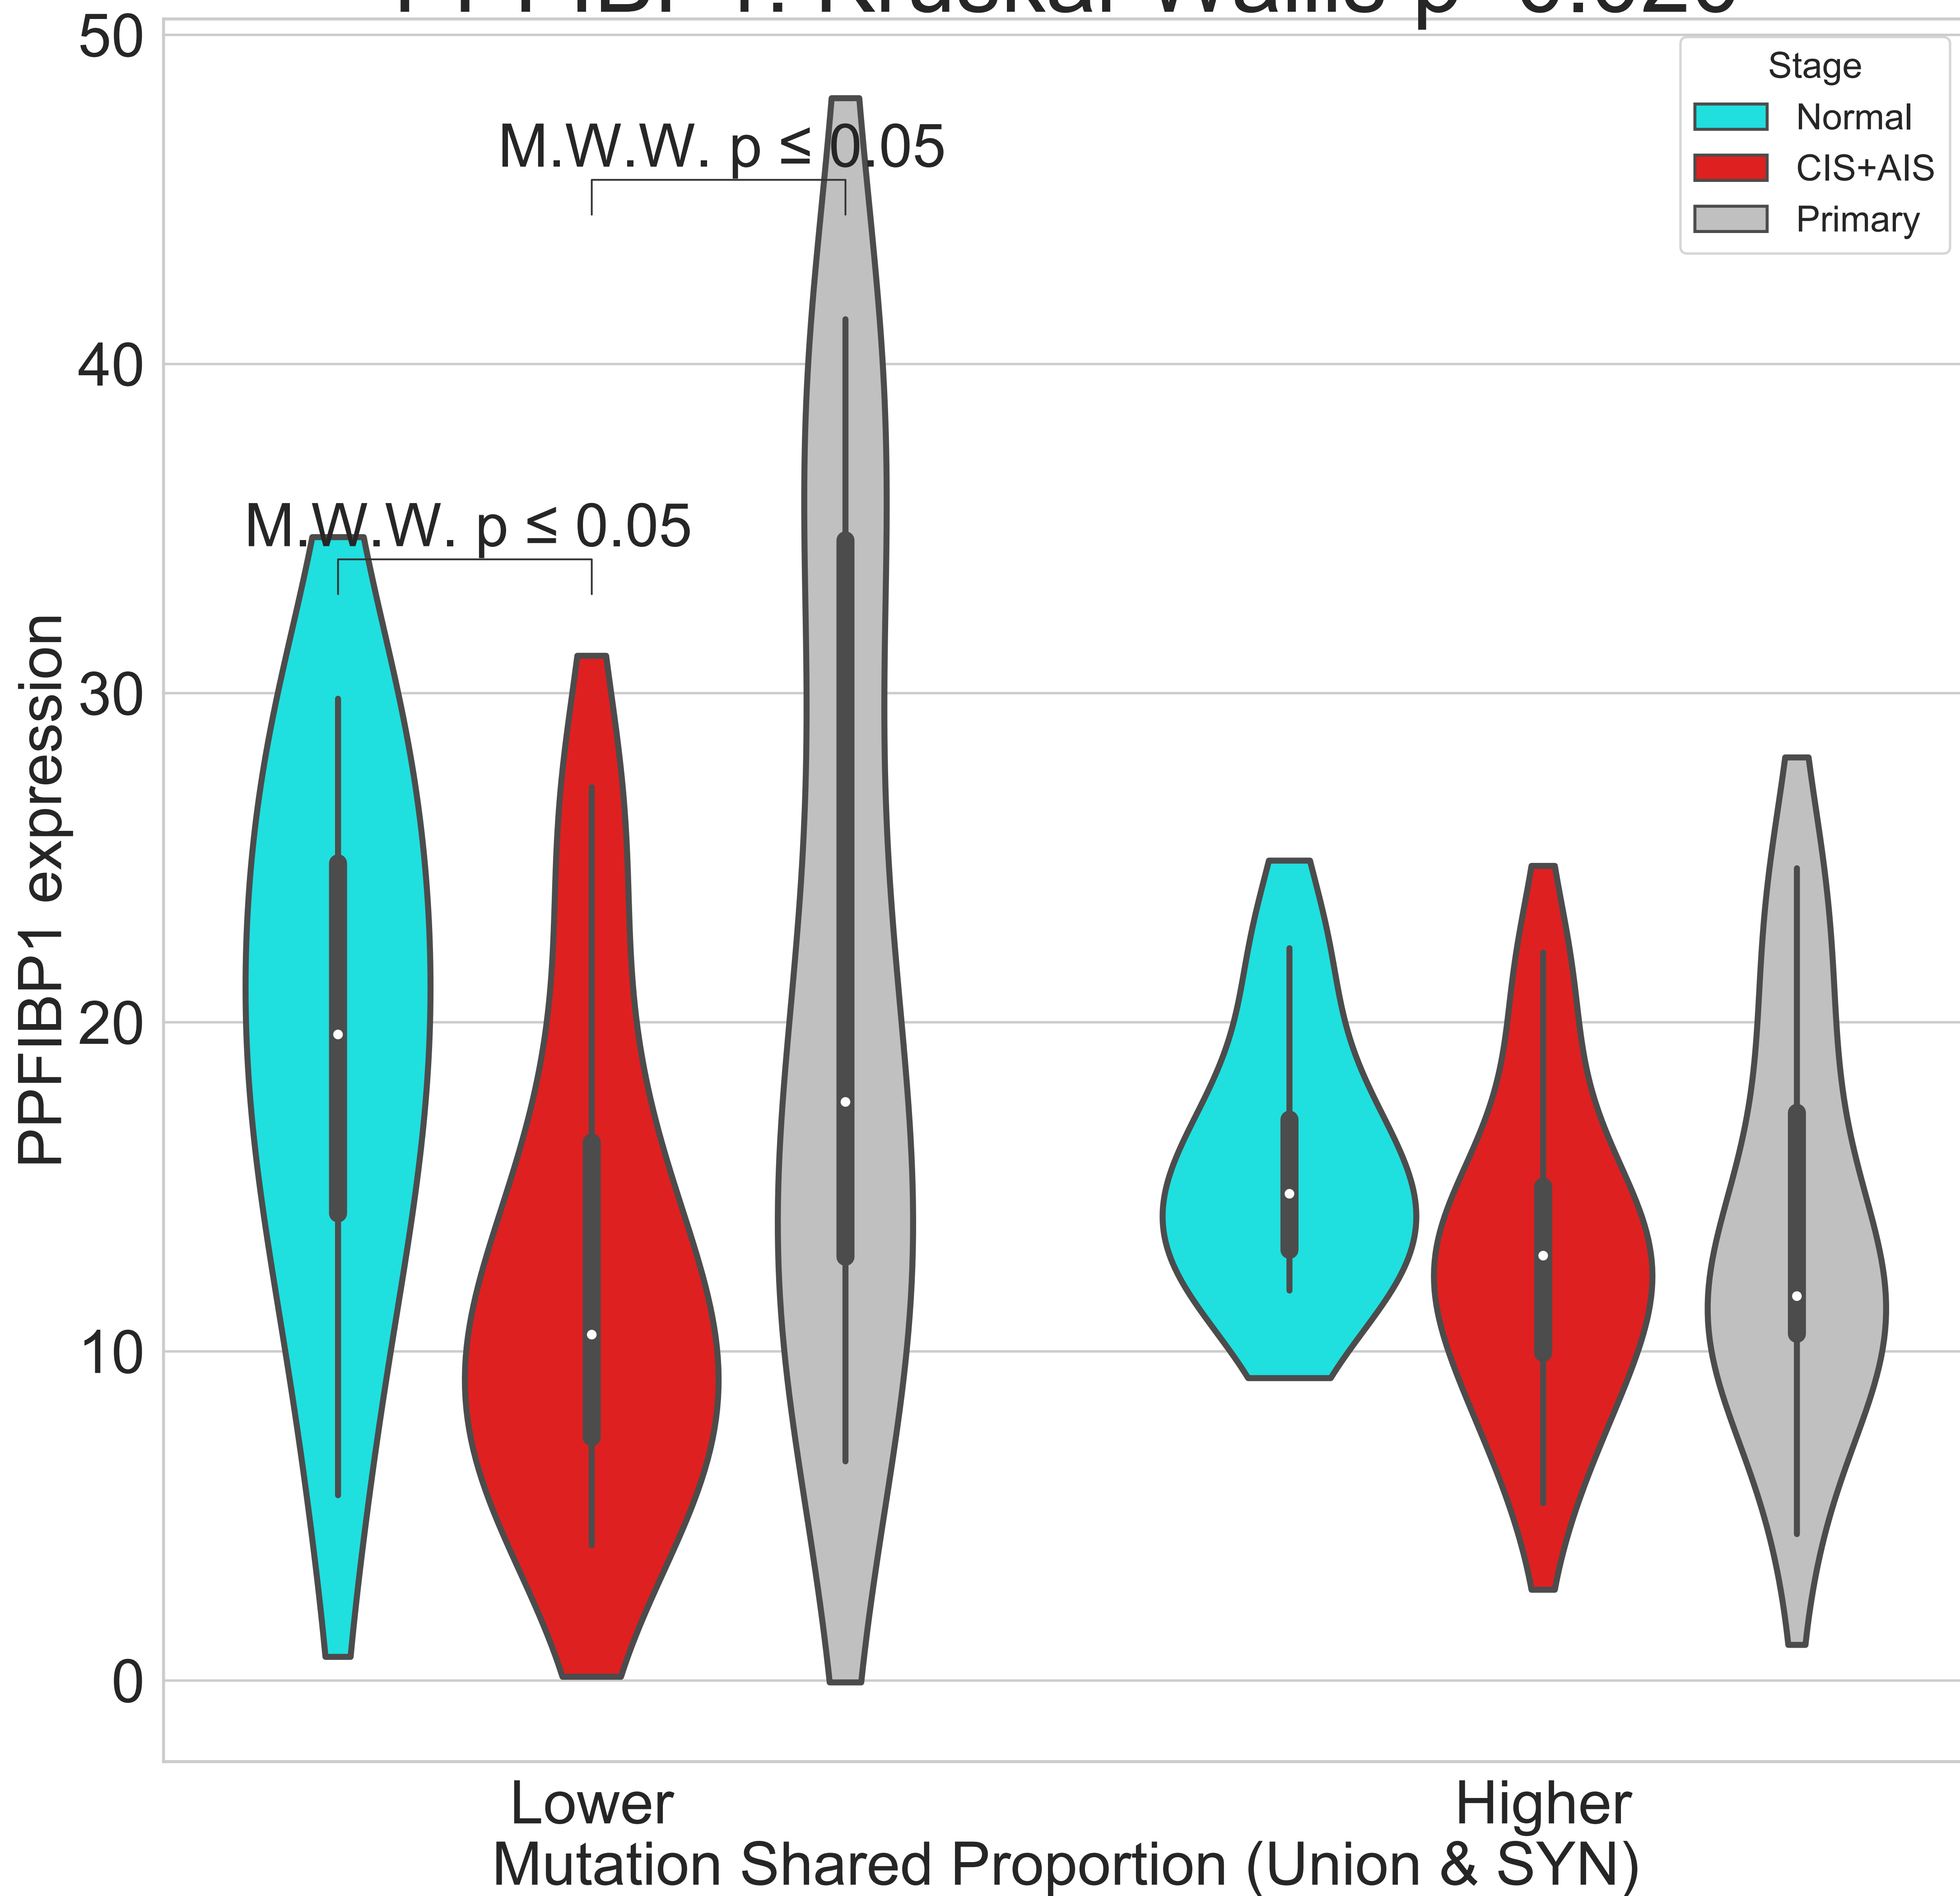 50
40
30
20
10
0
PPFIBP1 expression
M.W.W. p ≤ 0.05
M.W.W. p ≤ 0.05
Stage
Normal
CIS+AIS
Primary
Lower
Higher
Mutation Shared Proportion (Union & SYN)